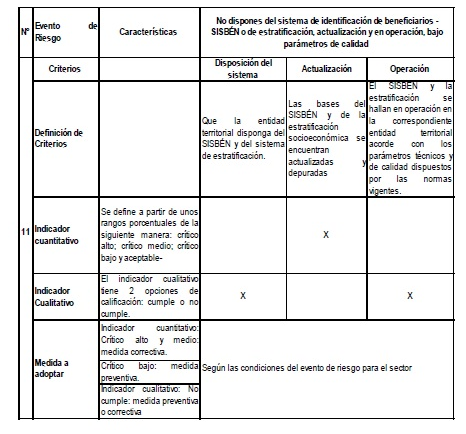 Nº Evento de Riesgo
Características
No dispones del sistema de identificación de beneficiarios -
SISBÉN o de estratificación, actualización y en operación, bajo
parámetros de calidad
Criterios
Disposición del
sistema
Actualización
Operación
Definición de
Criterios
Que la entidad
territorial disponga del
SISBÉN y del sistema
de estratificación.
Las bases del
SISBÉN y de la
estratificación
socioeconómica se
encuentran
actualizadas y
depuradas
El SISBEN y la
estratificación se
hallan en operación en
la correspondiente
entidad territorial
acorde con los
parámetros técnicos y
de calidad dispuestos
por las normas
vigentes.
11
Indicador
cuantitativo
Se define a partir de unos
rangos porcentuales de la
siguiente manera: crítico
alto; crítico medio; crítico
bajo y aceptable-
X
Indicador
Cualitativo
El indicador cualitativo
tiene 2 opciones de
calificación: cumple o no
cumple.
X
X
Medida a
adoptar
Indicador cuantitativo:
Crítico alto y medio:
medida correctiva.
Crítico bajo: medida
preventiva.
Indicador cualitativo: No
cumple: medida preventiva
o correctiva
Según las condiciones del evento de riesgo para el sector